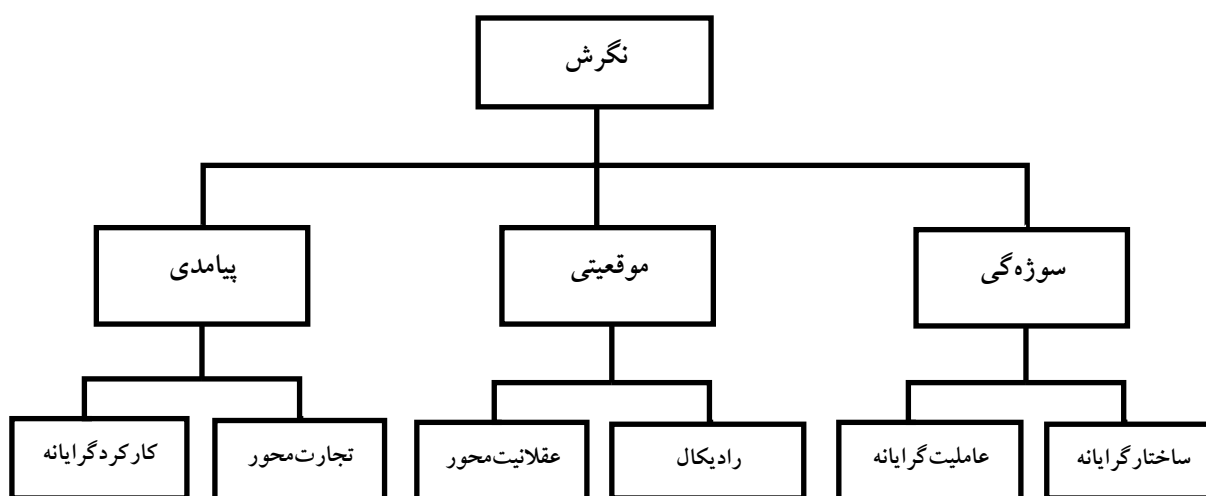 نگرش
سوژه‌گی
موقعیتی
پیامدی
ساختارگرایانه
عاملیت‌گرایانه
رادیکال
عقلانیت‌محور
تجارت‌محور
کارکردگرایانه